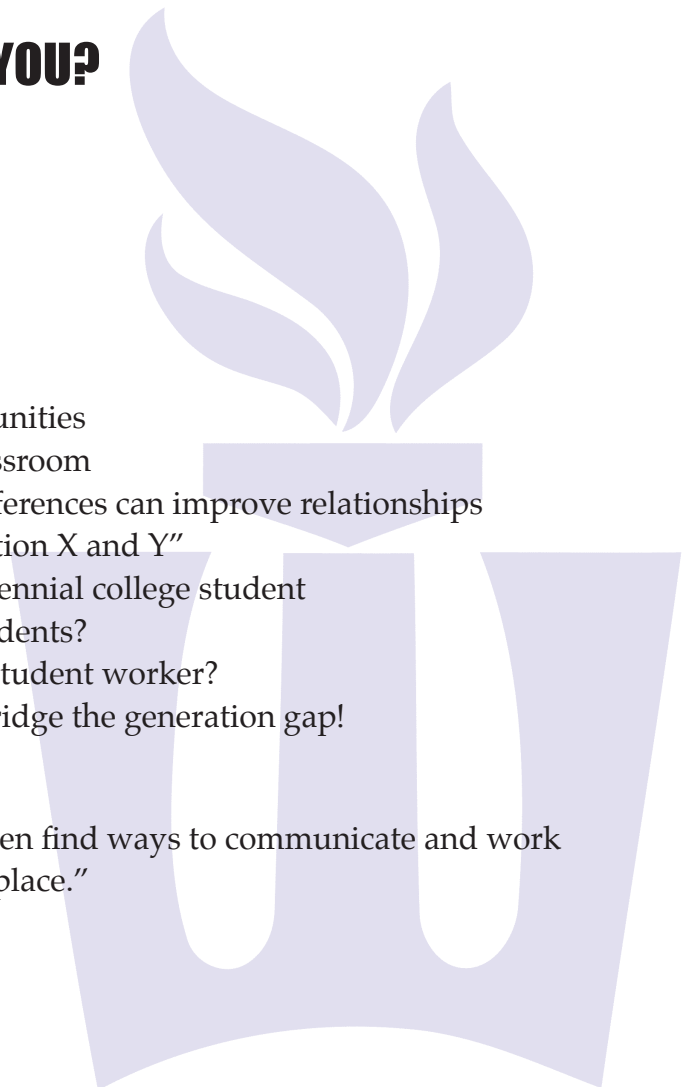 YOU?
unities
ssroom
ferences can improve relationships
tion X and Y”
ennial college student
dents?
tudent worker?
ridge the generation gap!
en find ways to communicate and work
place.”